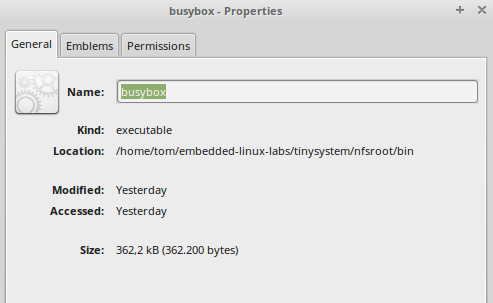 busybox - Properties
General Emblems Permissions
Name: busybox
Kind: executable
Location: /home/tom/embedded-linux-labs/tinysystem/nfsroot/bin
Modified: Yesterday
Accessed: Yesterday
Size: 362,2 kB (362.200 bytes)